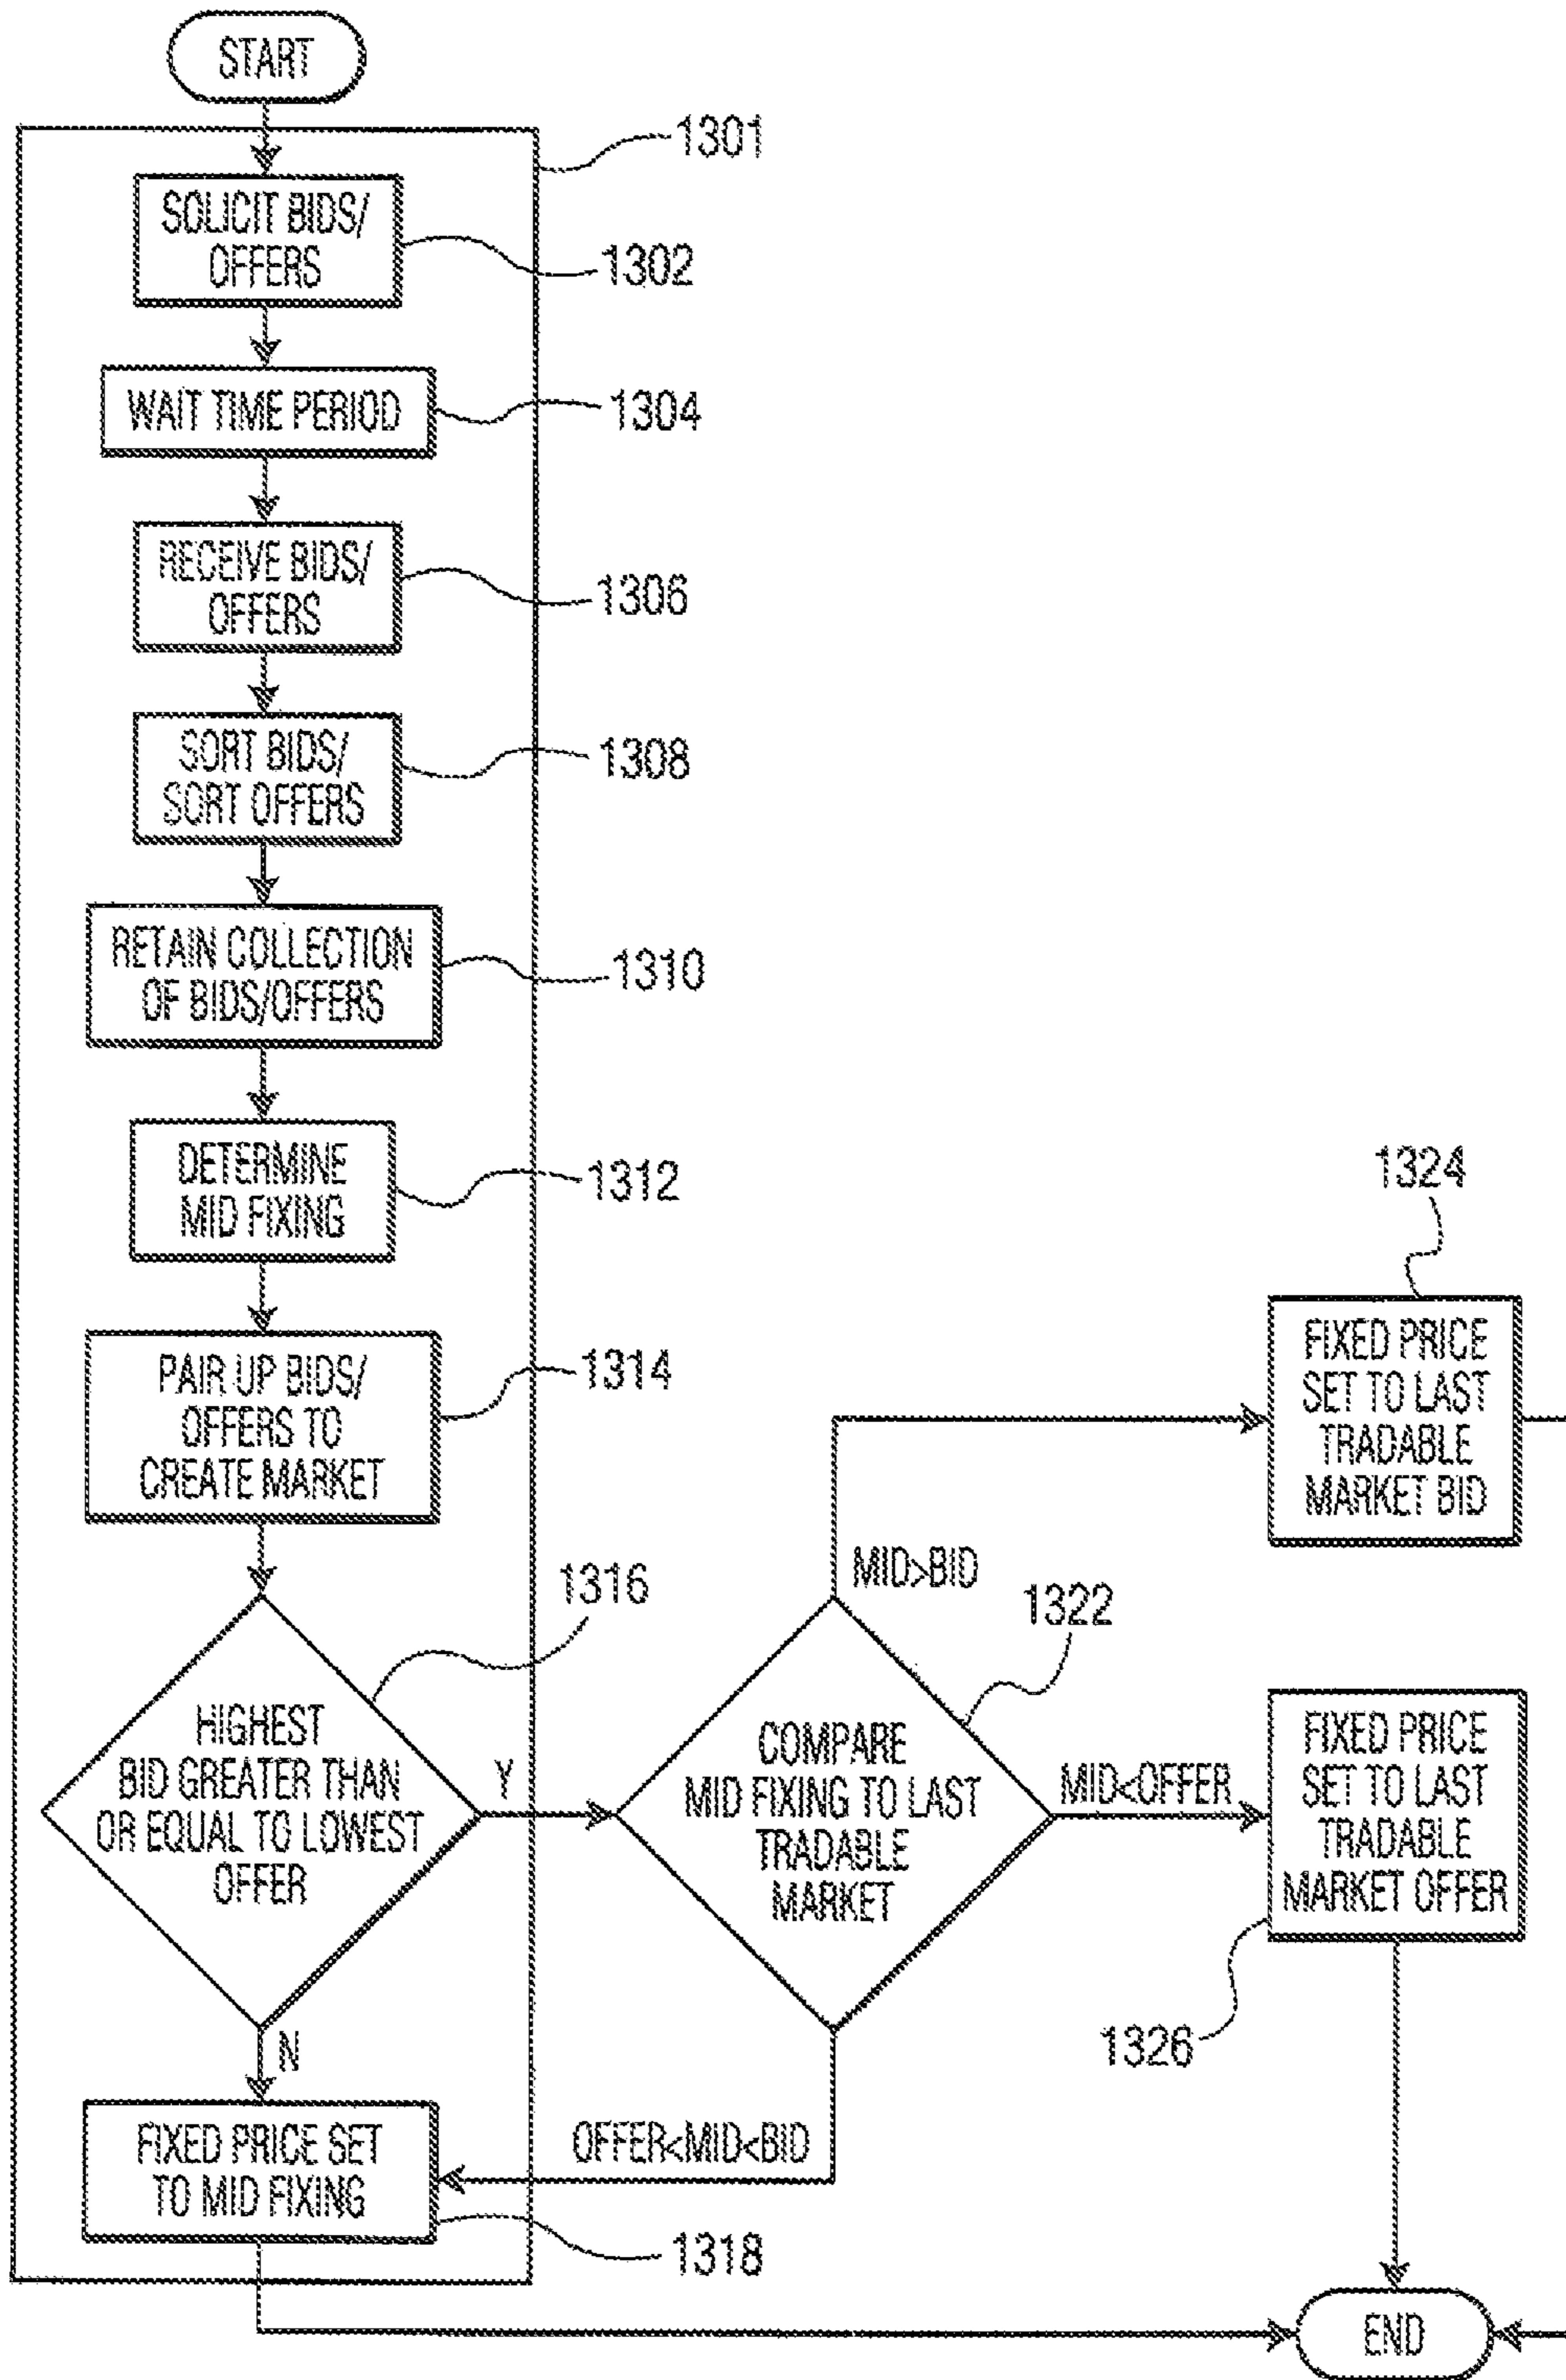 START
1301
SOLICIT BIDS/
OFFERS
1302
WAIT TIME PERIOD
1304
RECEIVE BIDS/
OFFERS
1306
SORT BIDS/
SORT OFFERS
1308
RETAIN COLLECTION
OF BIDS/OFFERS
1310
DETERMINE
MID FIXING
1312
PAIR UP BIDS/
OFFERS TO
CREATE MARKET
1314
HIGHEST
BID GREATER THAN
OR EQUAL TO LOWEST
OFFER
1316
Y
N
FIXED PRICE SET
TO MID FIXING
1318
COMPARE
MID FIXING TO LAST
TRADABLE
MARKET
1322
MID>BID
MID<OFFER
OFFER<MID<BID
1324
FIXED PRICE
SET TO LAST
TRADABLE
MARKET BID
FIXED PRICE
SET TO LAST
TRADABLE
MARKET OFFER
1326
END